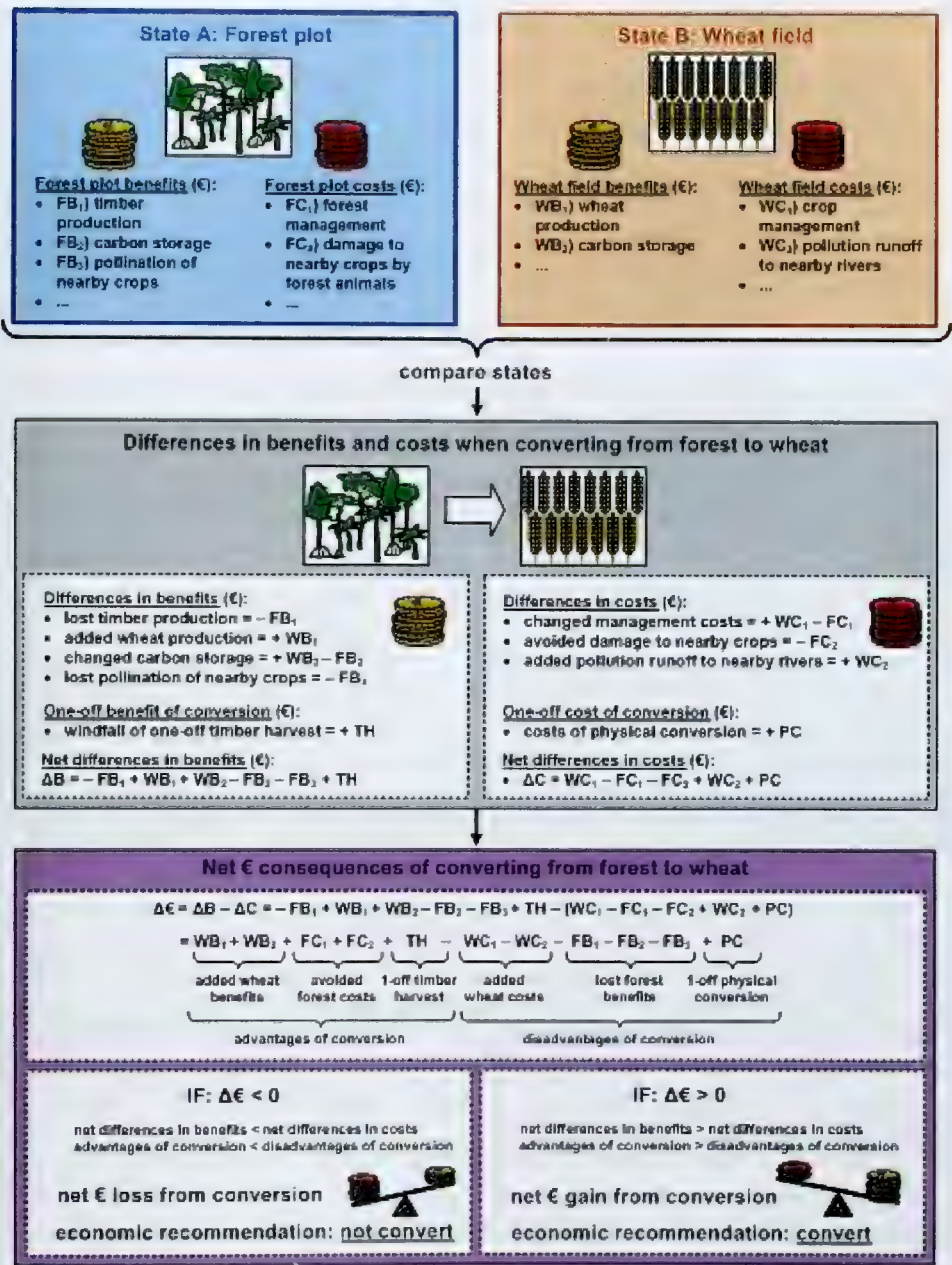 State A: Forest plot
Forest plot benefits (€):
• FB₁) timber
production
• FB₂) carbon storage
• FB₃) pollination of
nearby crops
• ...
Forest plot costs (€):
• FC₁) forest
management
• FC₂) damage to
nearby crops by
forest animals
• ...
State B: Wheat field
Wheat field benefits (€):
• WB₁) wheat
production
• WB₂) carbon storage
• ...
Wheat field costs (€):
• WC₁) crop
management
• WC₂) pollution runoff
to nearby rivers
• ...
compare states
Differences in benefits and costs when converting from forest to wheat
Differences in benefits (€):
• lost timber production = – FB₁
• added wheat production = + WB₁
• changed carbon storage = + WB₂ – FB₂
• lost pollination of nearby crops = – FB₃
One-off benefit of conversion (€):
• windfall of one-off timber harvest = + TH
Net differences in benefits (€):
ΔB = – FB₁ + WB₁ + WB₂ – FB₂ – FB₃ + TH
Differences in costs (€):
• changed management costs = + WC₁ – FC₁
• avoided damage to nearby crops = – FC₂
• added pollution runoff to nearby rivers = + WC₂
One-off cost of conversion (€):
• costs of physical conversion = + PC
Net differences in costs (€):
• ΔC = WC₁ – FC₁ – FC₂ + WC₂ + PC
Net € consequences of converting from forest to wheat
Δ€ = ΔB – ΔC = – FB₁ + WB₁ + WB₂ – FB₂ – FB₃ + TH – (WC₁ – FC₁ – FC₂ + WC₂ + PC)
= WB₁ + WB₂ + FC₁ + FC₂ + TH – WC₁ – WC₂ – FB₁ – FB₂ – FB₃ + PC
added wheat benefits
avoided forest costs
1-off timber harvest
added wheat costs
lost forest benefits
1-off physical conversion
advantages of conversion
disadvantages of conversion
IF: Δ€ < 0
net differences in benefits < net differences in costs
advantages of conversion < disadvantages of conversion
net € loss from conversion
economic recommendation: not convert
IF: Δ€ > 0
net differences in benefits > net differences in costs
advantages of conversion > disadvantages of conversion
net € gain from conversion
economic recommendation: convert